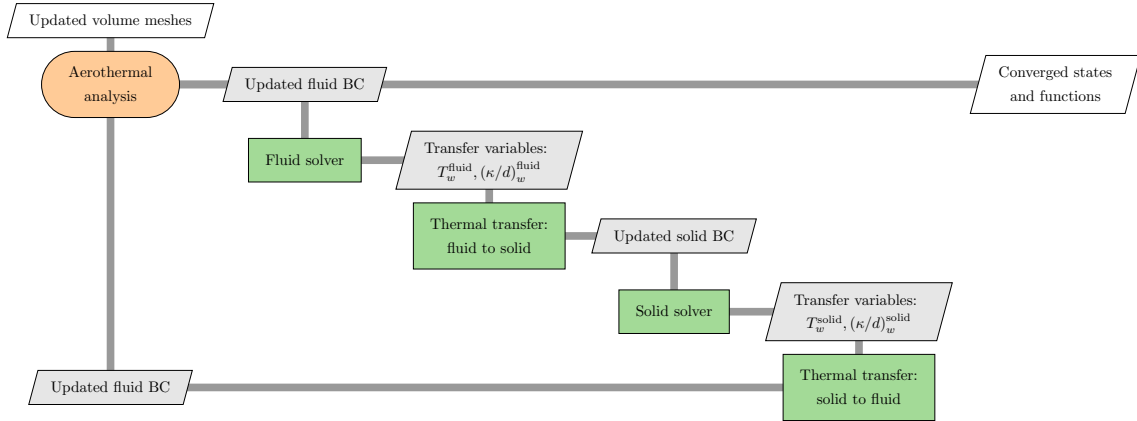 Updated volume meshes
Aerothermal
analysis
Updated fluid BC
Converged states
and functions
Fluid solver
Transfer variables:
$T_w^{\text{fluid}}, (\kappa/d)_w^{\text{fluid}}$
Thermal transfer:
fluid to solid
Updated solid BC
Solid solver
Transfer variables:
$T_w^{\text{solid}}, (\kappa/d)_w^{\text{solid}}$
Updated fluid BC
Thermal transfer:
solid to fluid